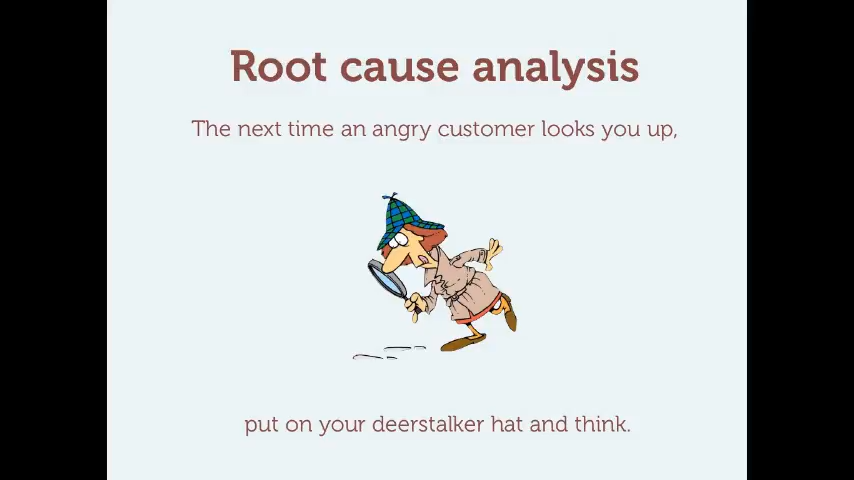 Root cause analysis
The next time an angry customer looks you up,
put on your deerstalker hat and think.